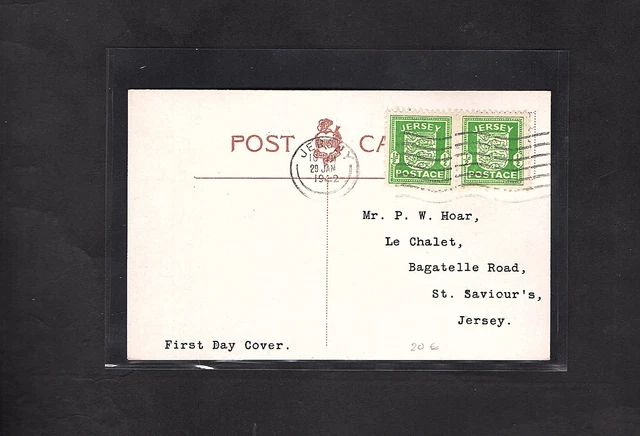 POST CA
JERSEY
29 JAN
1942
JERSEY
POSTAGE
JERSEY
POSTAGE
Mr. P. W. Hoar,
Le Chalet,
Bagatelle Road,
St. Saviour's,
Jersey.
First Day Cover.
20 €